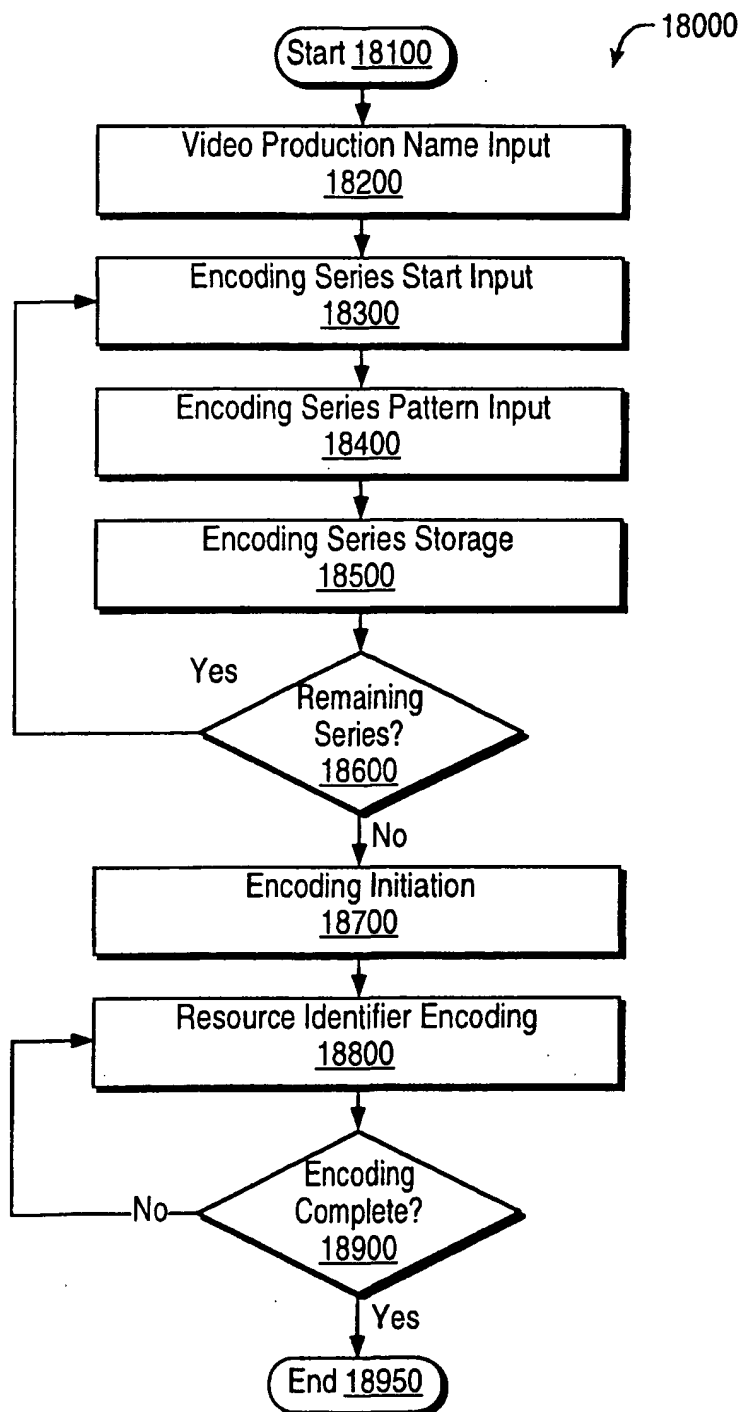 18000
Start 18100
Video Production Name Input
18200
Encoding Series Start Input
18300
Encoding Series Pattern Input
18400
Encoding Series Storage
18500
Yes
Remaining
Series?
18600
No
Encoding Initiation
18700
Resource Identifier Encoding
18800
Encoding
Complete?
18900
No
Yes
End 18950